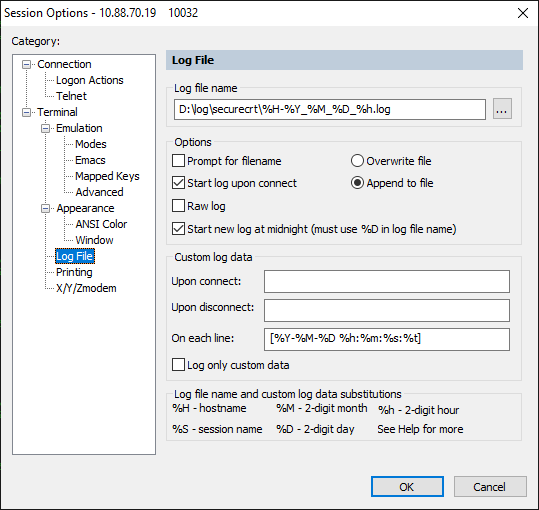 Session Options - 10.88.70.19 10032
Category:
Connection
Logon Actions
Telnet
Terminal
Emulation
Modes
Emacs
Mapped Keys
Advanced
Appearance
ANSI Color
Window
Log File
Printing
X/Y/Zmodem
Log File
Log file name
D:\log\securecrt\%H-%Y_%M_%D_%h.log
...
Options
Prompt for filename
Overwrite file
Start log upon connect
Append to file
Raw log
Start new log at midnight (must use %D in log file name)
Custom log data
Upon connect:
Upon disconnect:
On each line: [%Y-%M-%D %h:%m:%s:%t]
Log only custom data
Log file name and custom log data substitutions
%H - hostname %M - 2-digit month %h - 2-digit hour
%S - session name %D - 2-digit day See Help for more
OK Cancel